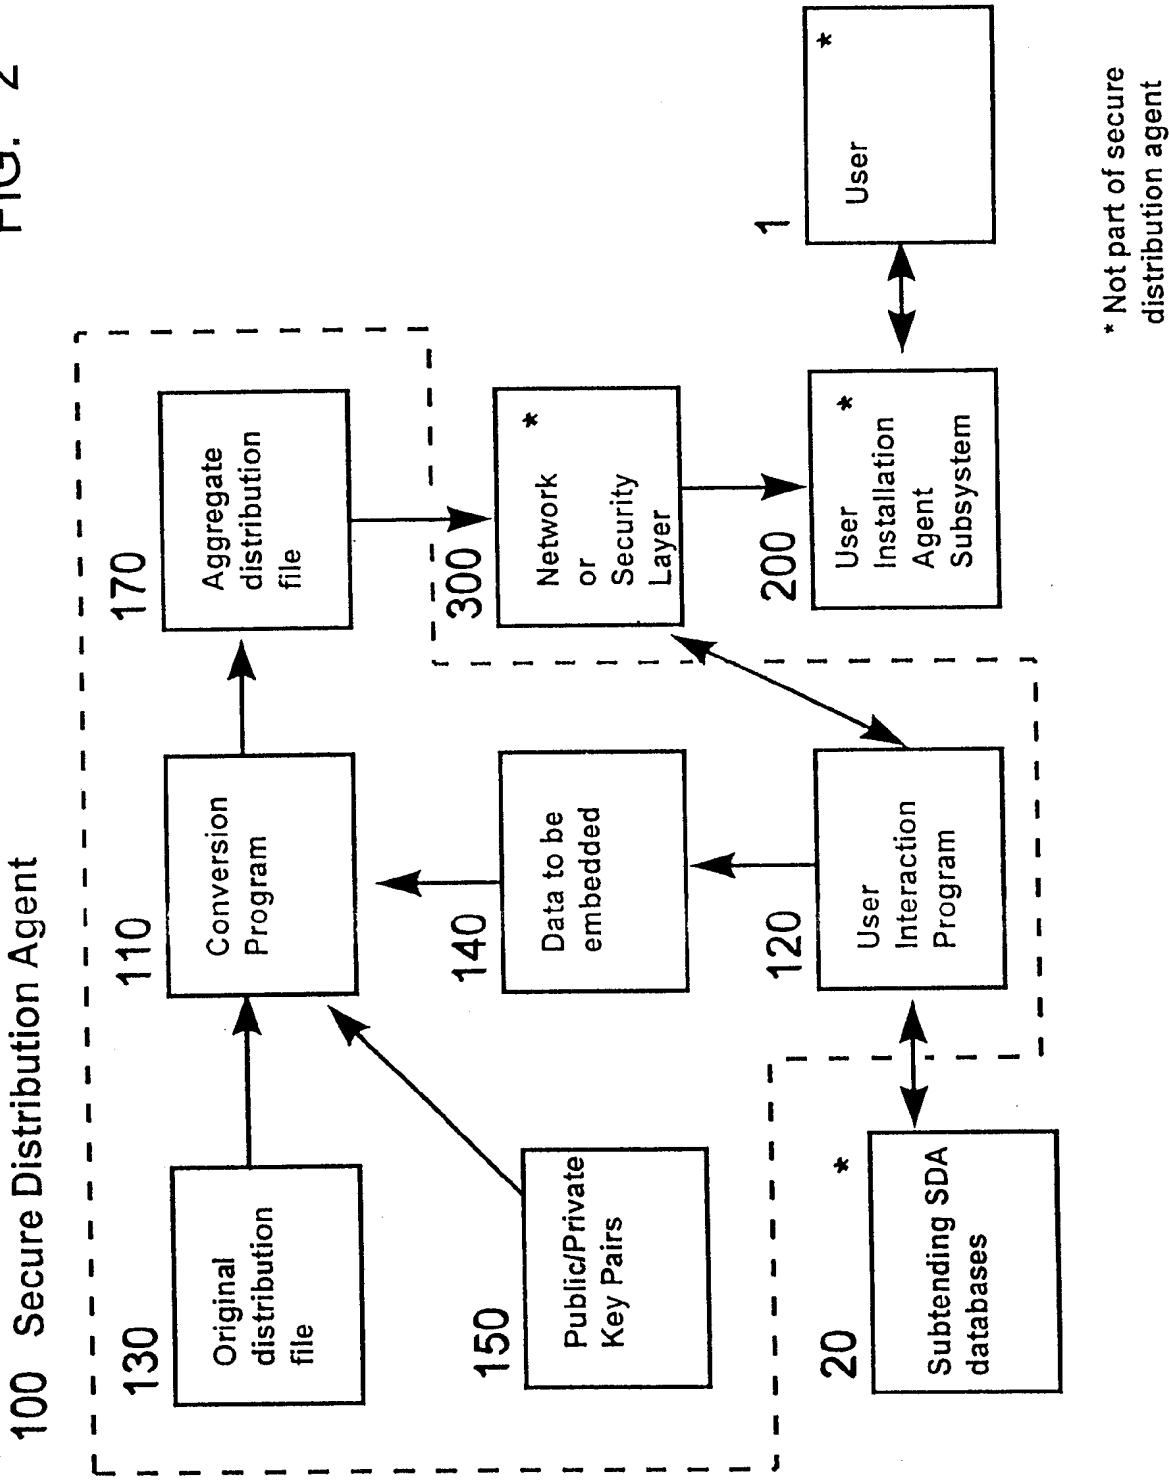 FIG. 2
100 Secure Distribution Agent
130
Original
distribution
file
110
Conversion
Program
170
Aggregate
distribution
file
150
Public/Private
Key Pairs
140
Data to be
embedded
300
*
Network
or
Security
Layer
20
*
Subtending SDA
databases
120
User
Interaction
Program
200
User *
Installation
Agent
Subsystem
1
*
User
* Not part of secure
distribution agent